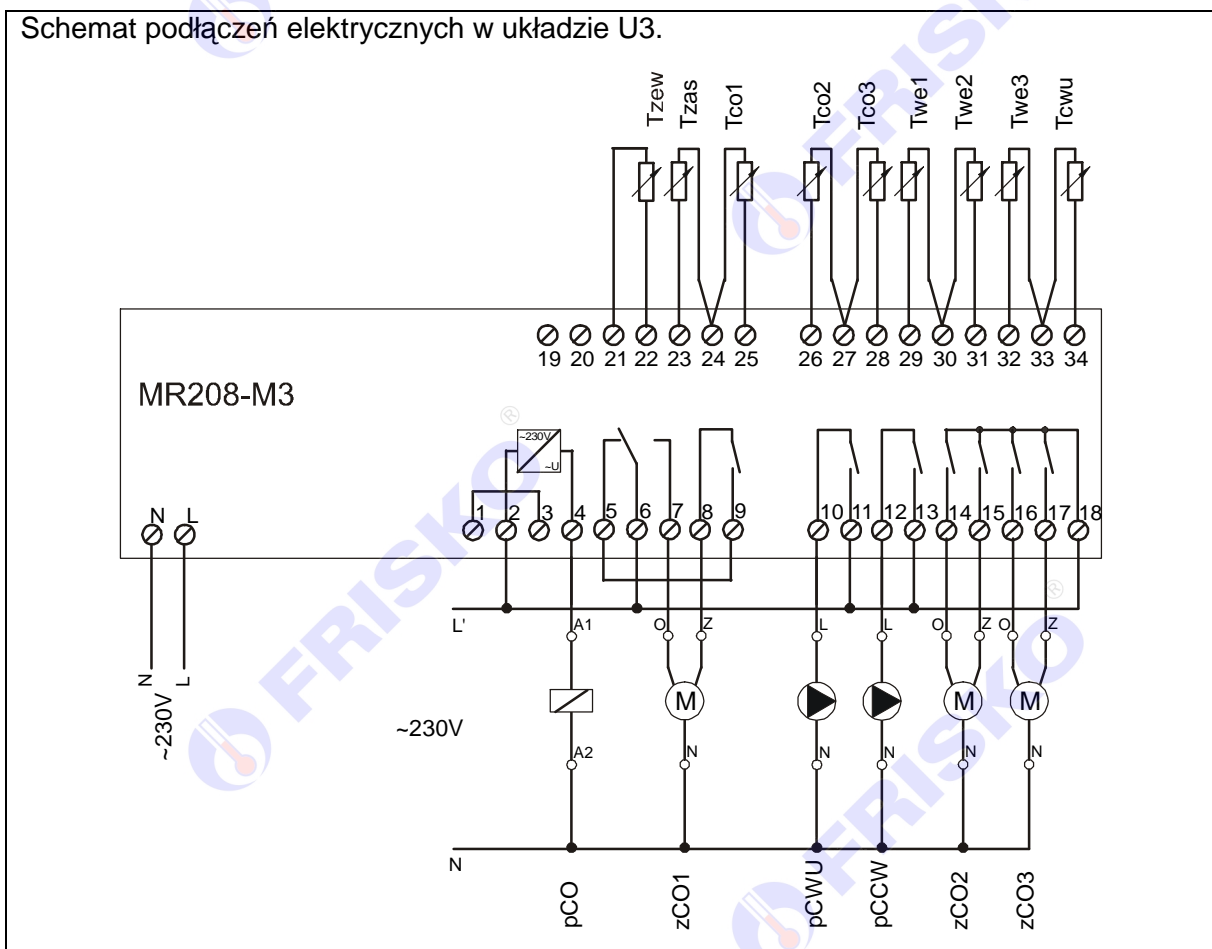 Schemat podłączeń elektrycznych w układzie U3.
Tzew Tzas Tco1 Tco2 Tco3 Twe1 Twe2 Twe3 Tcwu
19 20 21 22 23 24 25 26 27 28 29 30 31 32 33 34
MR208-M3
~230V
~U
N L 1 2 3 4 5 6 7 8 9 10 11 12 13 14 15 16 17 18
L' A1 O Z L L O Z O Z
N L
~230V
~230V
M M M
A2 N N N N N
N
pCO zCO1 pCWU pCCW zCO2 zCO3
FRISKO
FRISKO ®
FRISKO ®
FRISKO